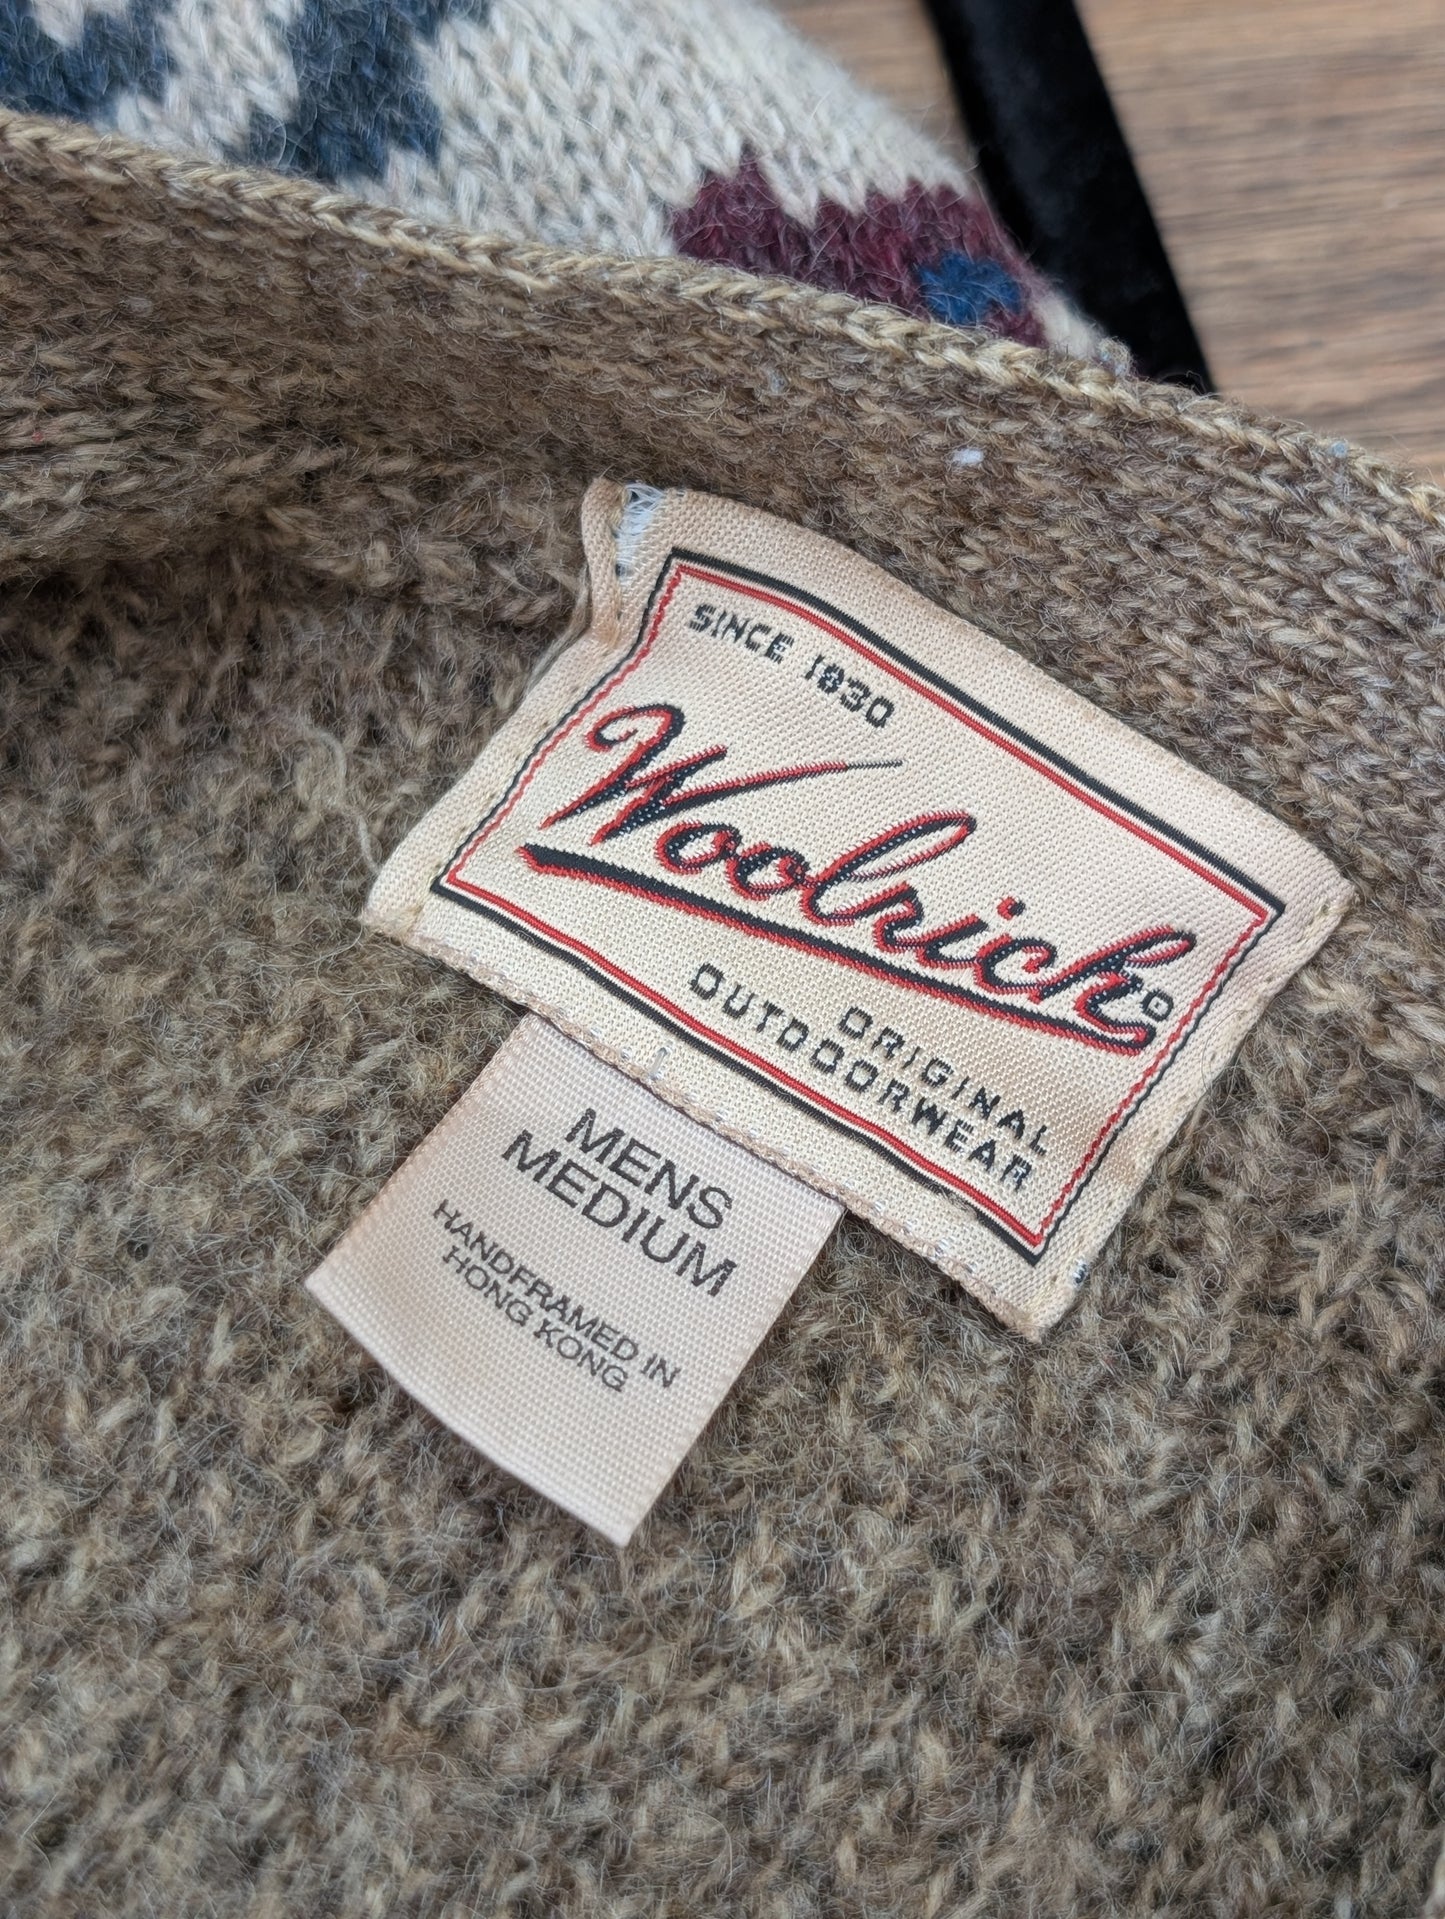 SINCE 1830
Woolrich®
ORIGINAL
OUTDOORWEAR
MENS
MEDIUM
HANDFRAMED IN
HONG KONG